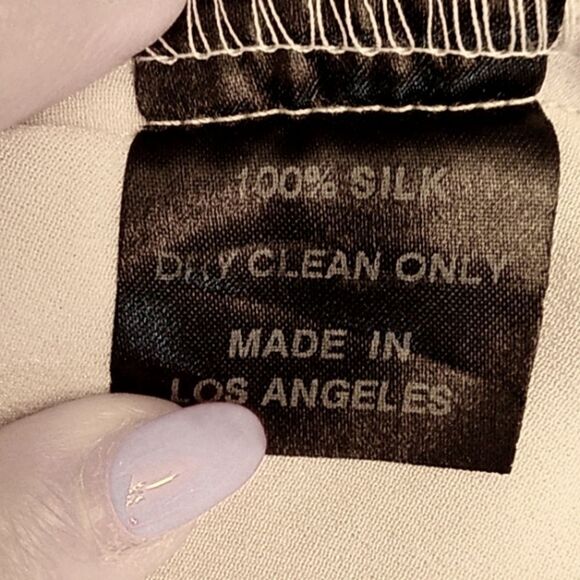 100% SILK
DRY CLEAN ONLY
MADE IN
LOS ANGELES